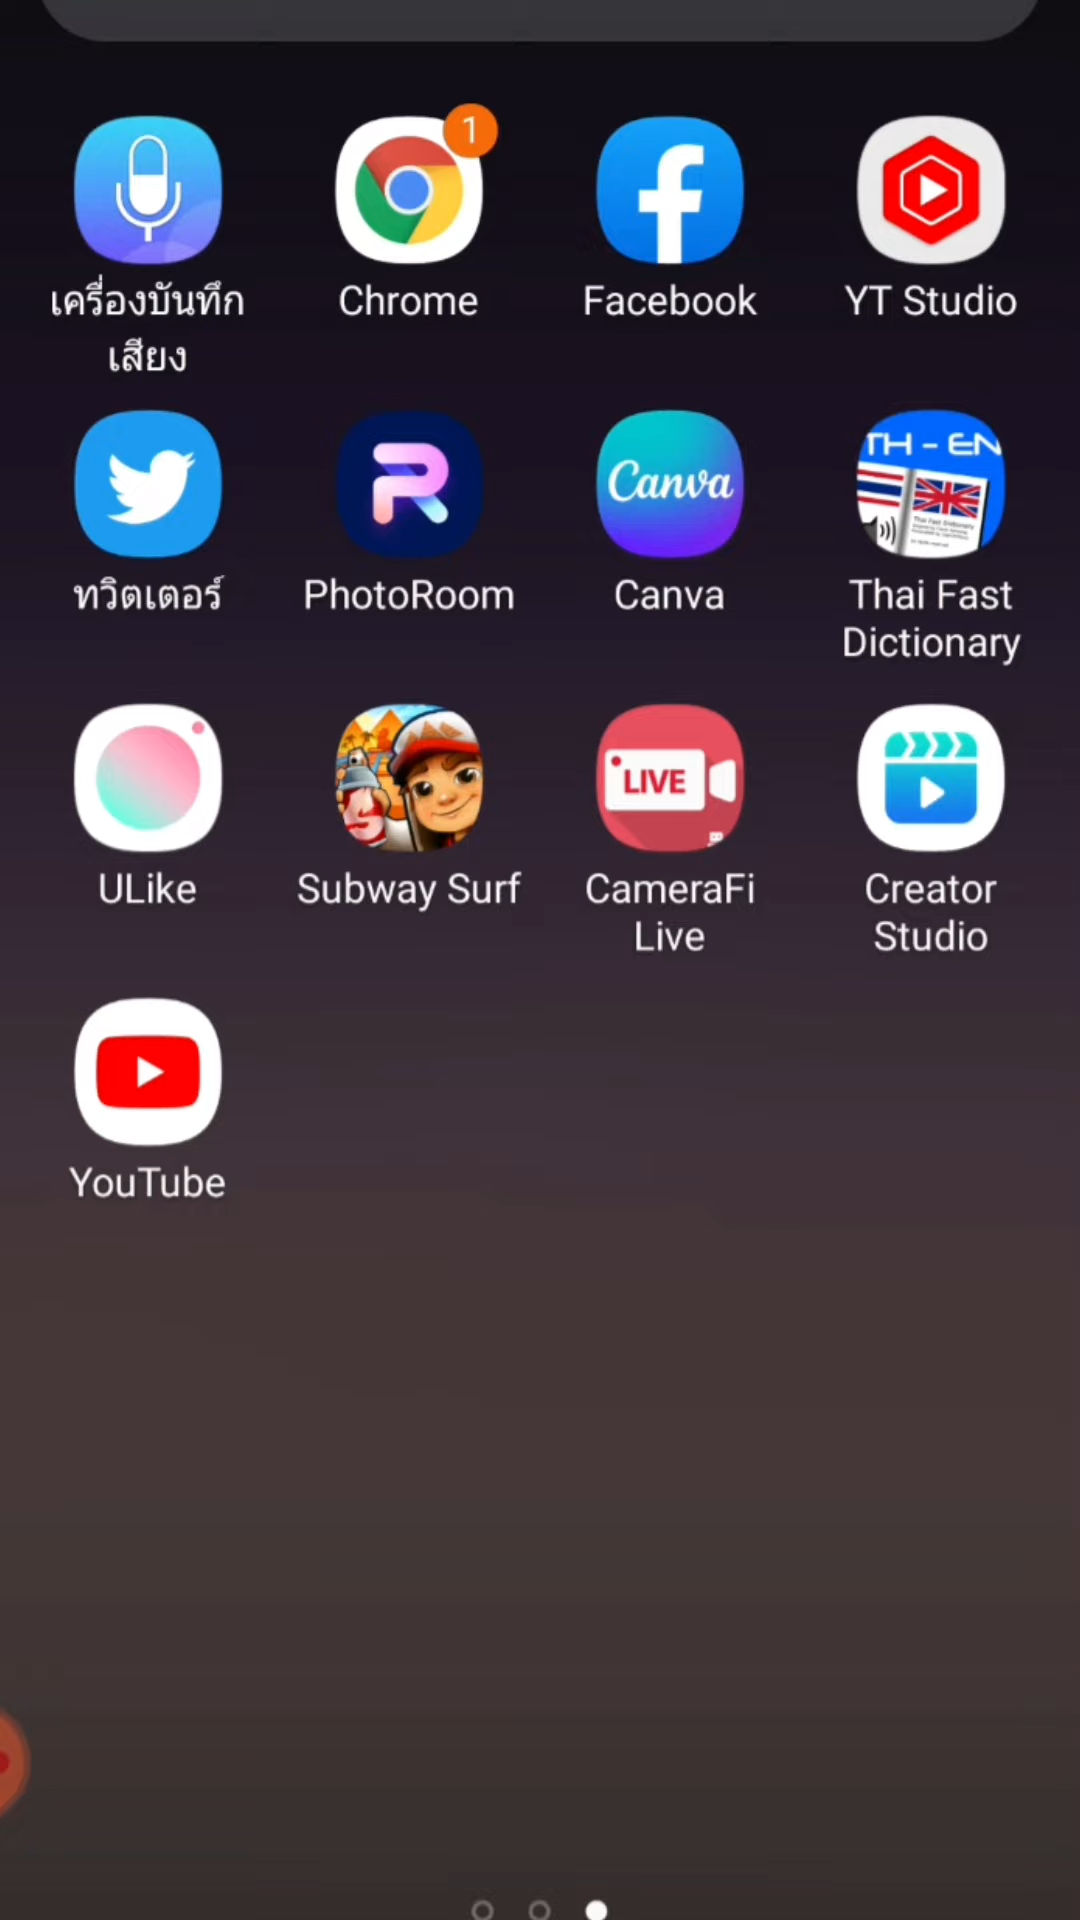 1
เครื่องบันทึก
เสียง
Chrome
Facebook
YT Studio
Canva
TH - EN
ทวิตเตอร์
PhotoRoom
Canva
Thai Fast
Dictionary
LIVE
ULike
Subway Surf
CameraFi
Live
Creator
Studio
YouTube